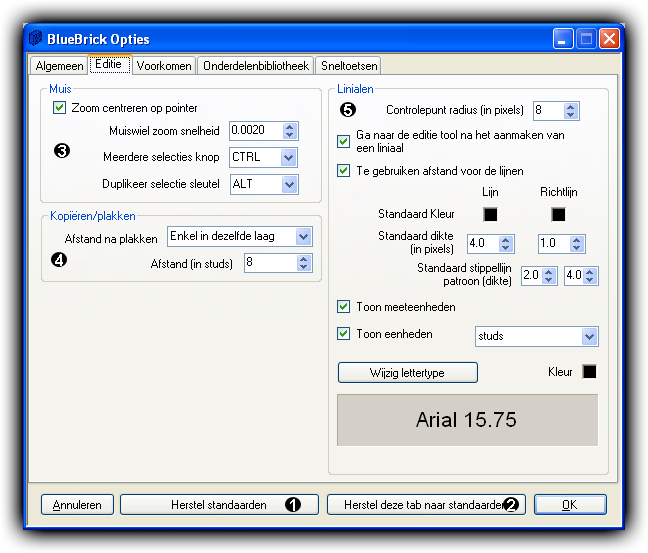 BlueBrick Opties
Algemeen Editie Voorkomen Onderdelenbibliotheek Sneltoetsen
Muis
Zoom centreren op pointer
Muiswiel zoom snelheid 0.0020
3
Meerdere selecties knop CTRL
Duplikeer selectie sleutel ALT
Kopiëren/plakken
Afstand na plakken Enkel in dezelfde laag
4 Afstand (in studs) 8
Linialen
5 Controlepunt radius (in pixels) 8
Ga naar de editie tool na het aanmaken van
een liniaal
Te gebruiken afstand voor de lijnen
Lijn Richtlijn
Standaard Kleur
Standaard dikte
(in pixels) 4.0 1.0
Standaard stippellijn
patroon (dikte) 2.0 4.0
Toon meeteenheden
Toon eenheden studs
Wijzig lettertype Kleur
Arial 15.75
Annuleren Herstel standaarden 1 Herstel deze tab naar standaarden 2 OK